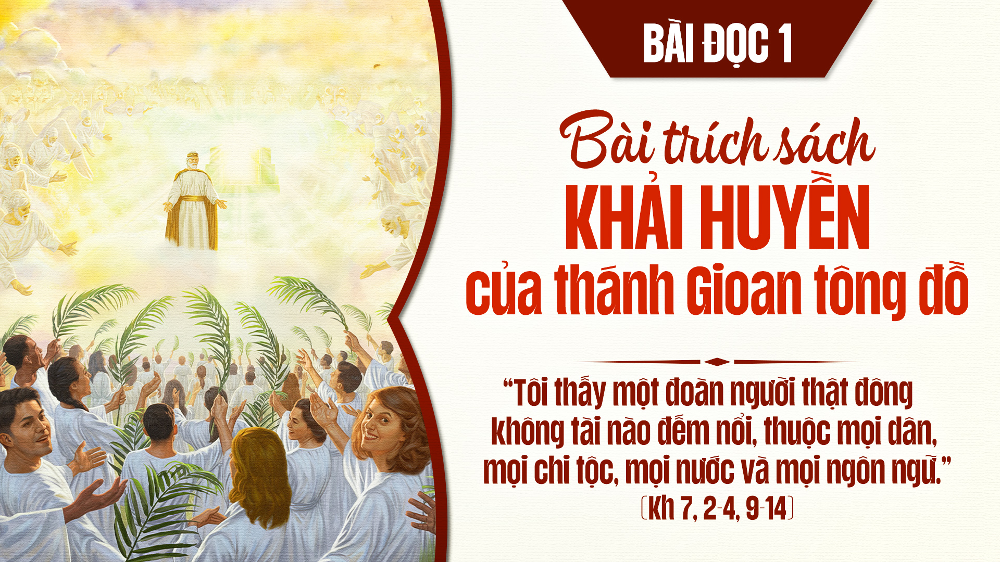 BÀI ĐỌC 1
Bài trích sách
KHẢI HUYỀN
của thánh Gioan tông đồ
“Tôi thấy một đoàn người thật đông
không tài nào đếm nổi, thuộc mọi dân,
mọi chi tộc, mọi nước và mọi ngôn ngữ.”
(Kh 7, 2-4, 9-14)